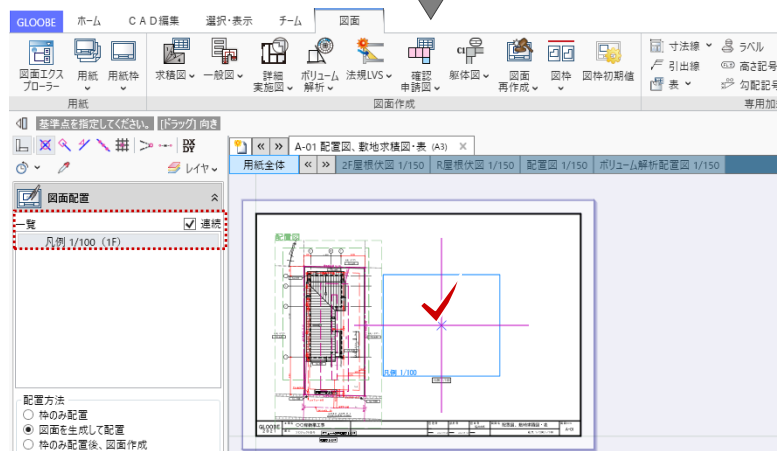 GLOOBE ホーム CAD編集 選択・表示 チーム 図面
図面エクス
プローラー
用紙
用紙枠
求積図
一般図
詳細
実施図
ボリューム
解析
法規LVS
確認
申請図
躯体図
図面
再作成
図枠
図枠初期値
寸法線
引出線
表
ラベル
高さ記号
勾配記号
用紙
図面作成
専用加
基準点を指定してください。 [ドラッグ] 向き
A-01 配置図、敷地求積図・表 (A3) ×
用紙全体 « » 2F屋根伏図 1/150 R屋根伏図 1/150 配置図 1/150 ボリューム解析配置図 1/150
レイヤ
図面配置
一覧 連続
凡例 1/100 (1F)
配置図
凡例 1/100
配置方法
枠のみ配置
図面を生成して配置
枠のみ配置後、図面作成
GLOOBE